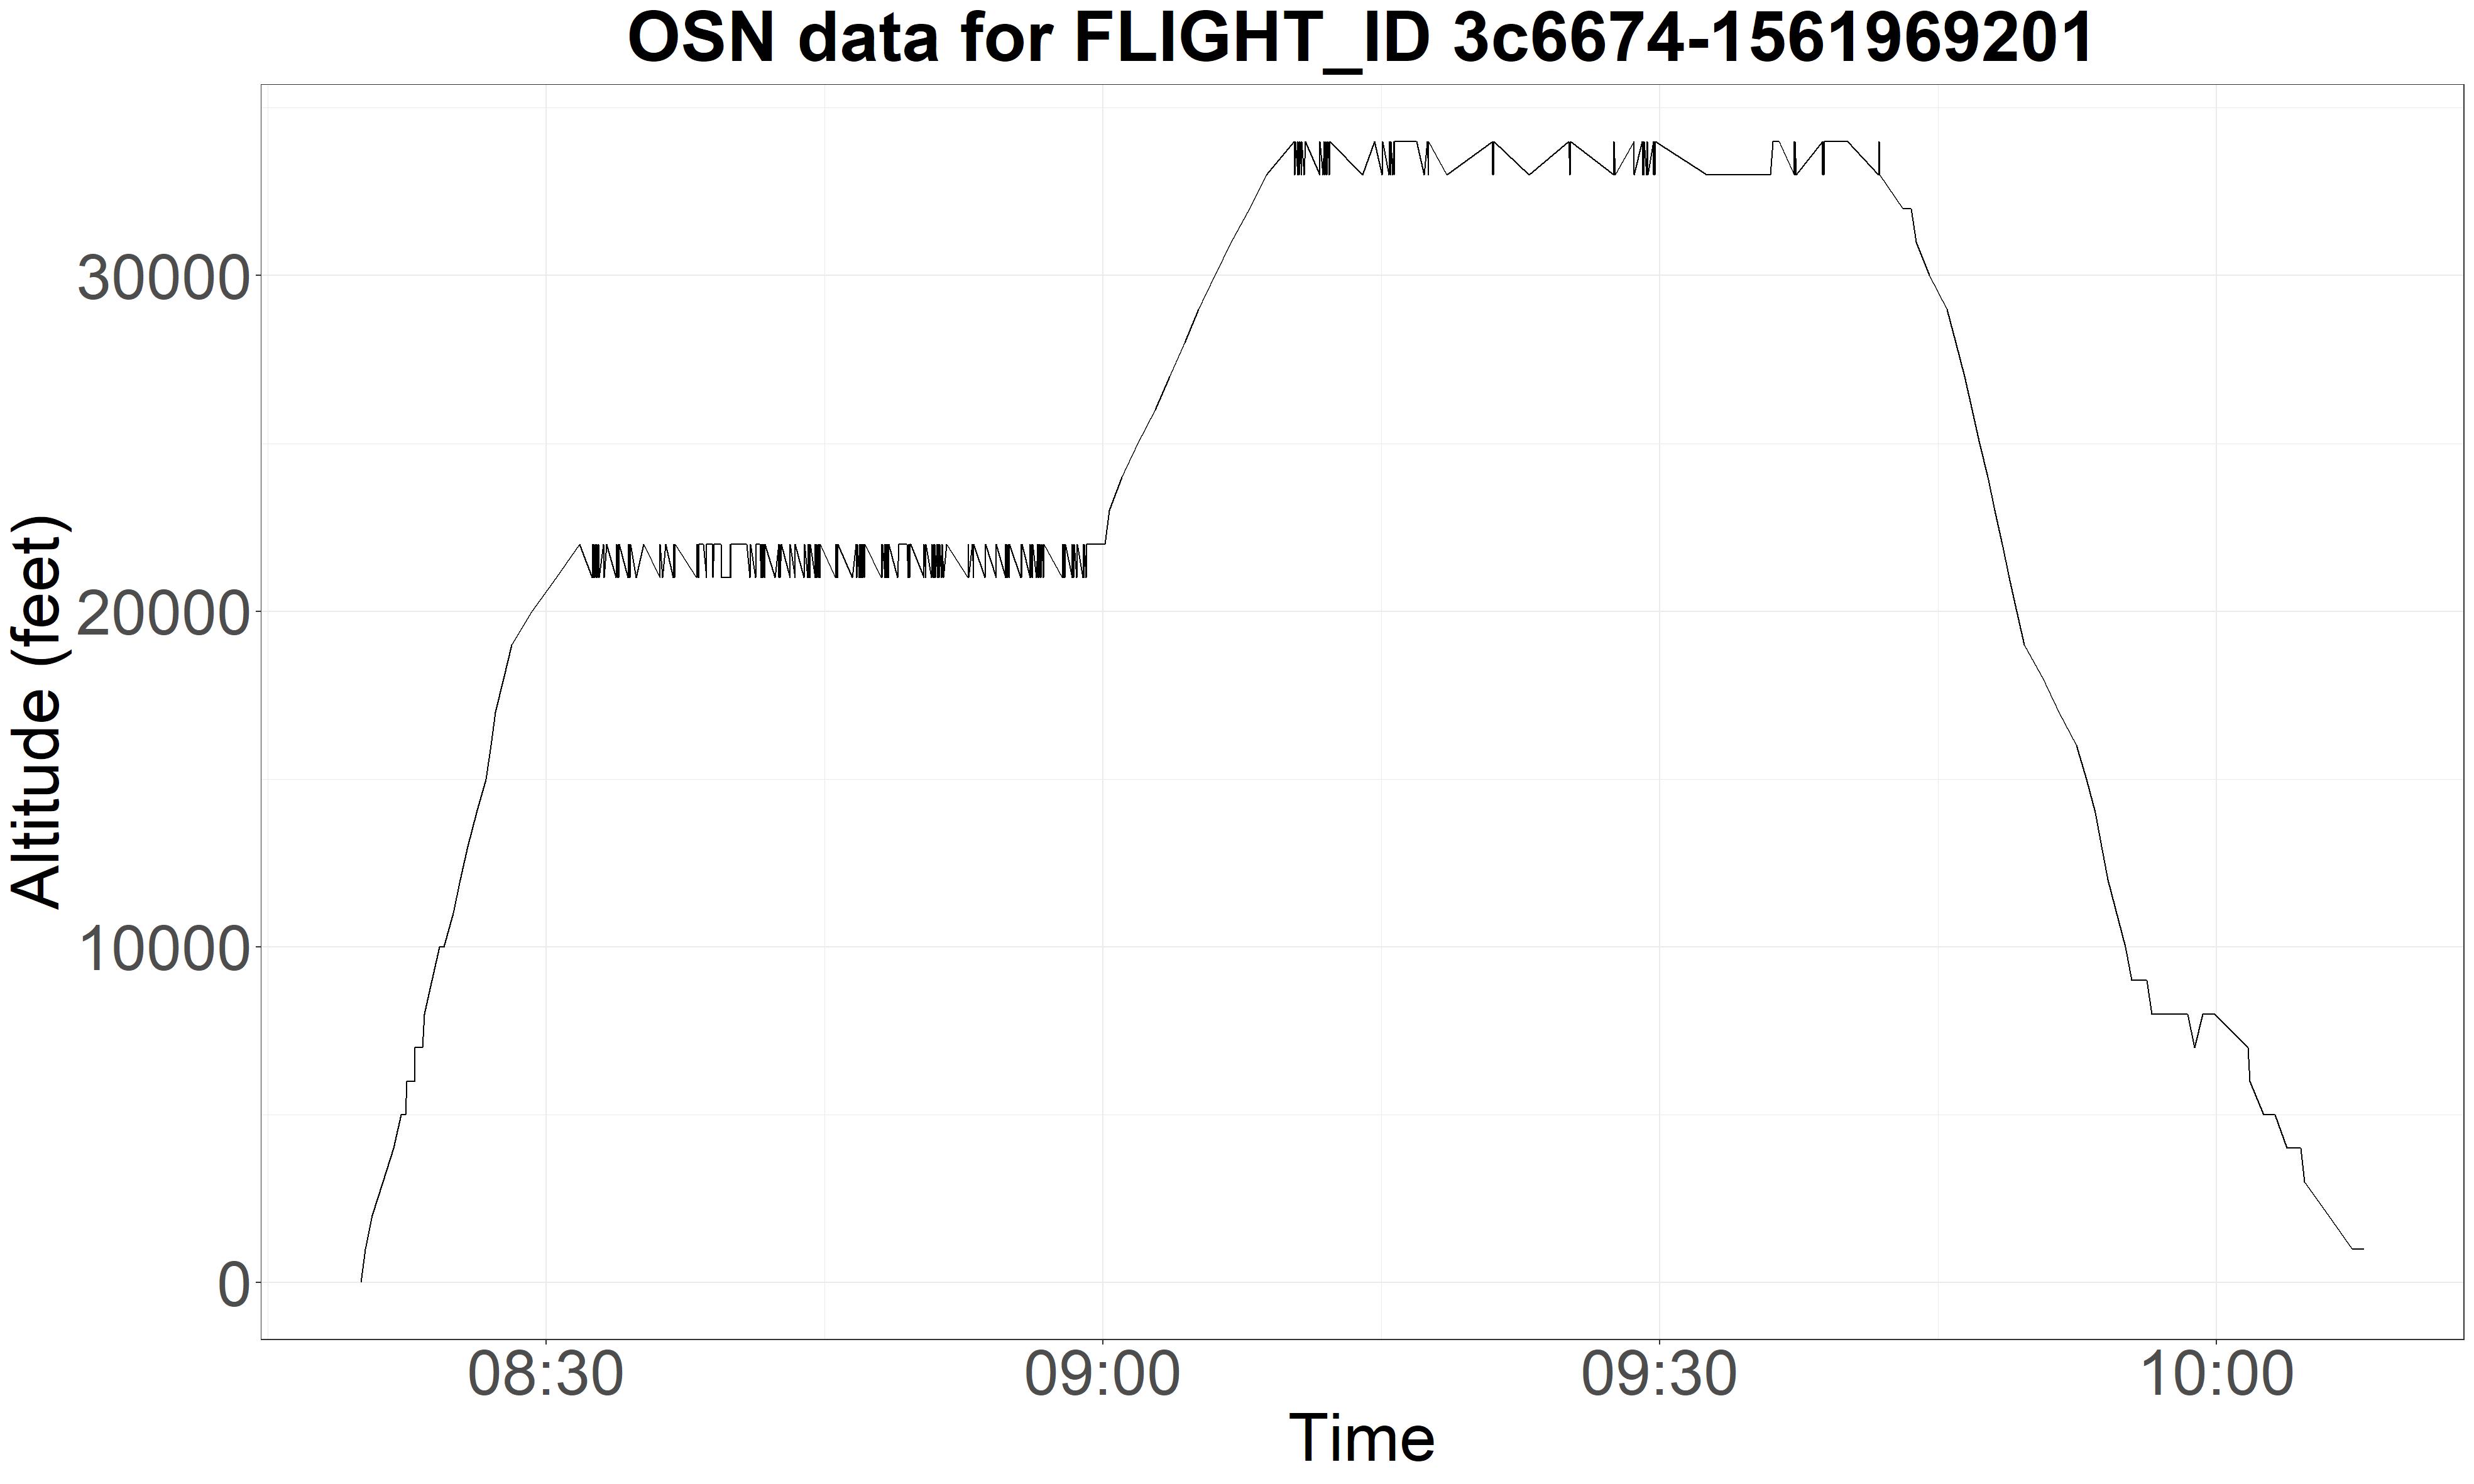 OSN data for FLIGHT_ID 3c6674-1561969201
Altitude (feet)
30000
20000
10000
0
08:30 09:00 09:30 10:00
Time